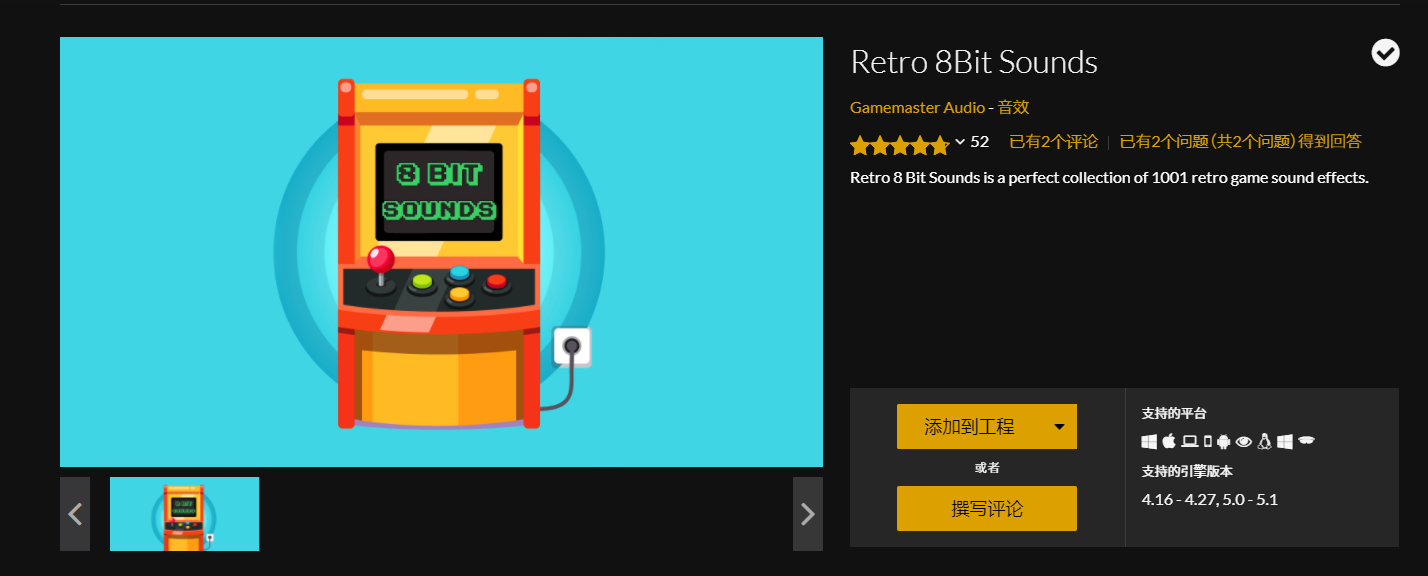 8 BIT
SOUNDS
Retro 8Bit Sounds
Gamemaster Audio - 音效
52 已有2个评论 | 已有2个问题 (共2个问题) 得到回答
Retro 8 Bit Sounds is a perfect collection of 1001 retro game sound effects.
添加到工程
或者
撰写评论
支持的平台
支持的引擎版本
4.16 - 4.27, 5.0 - 5.1